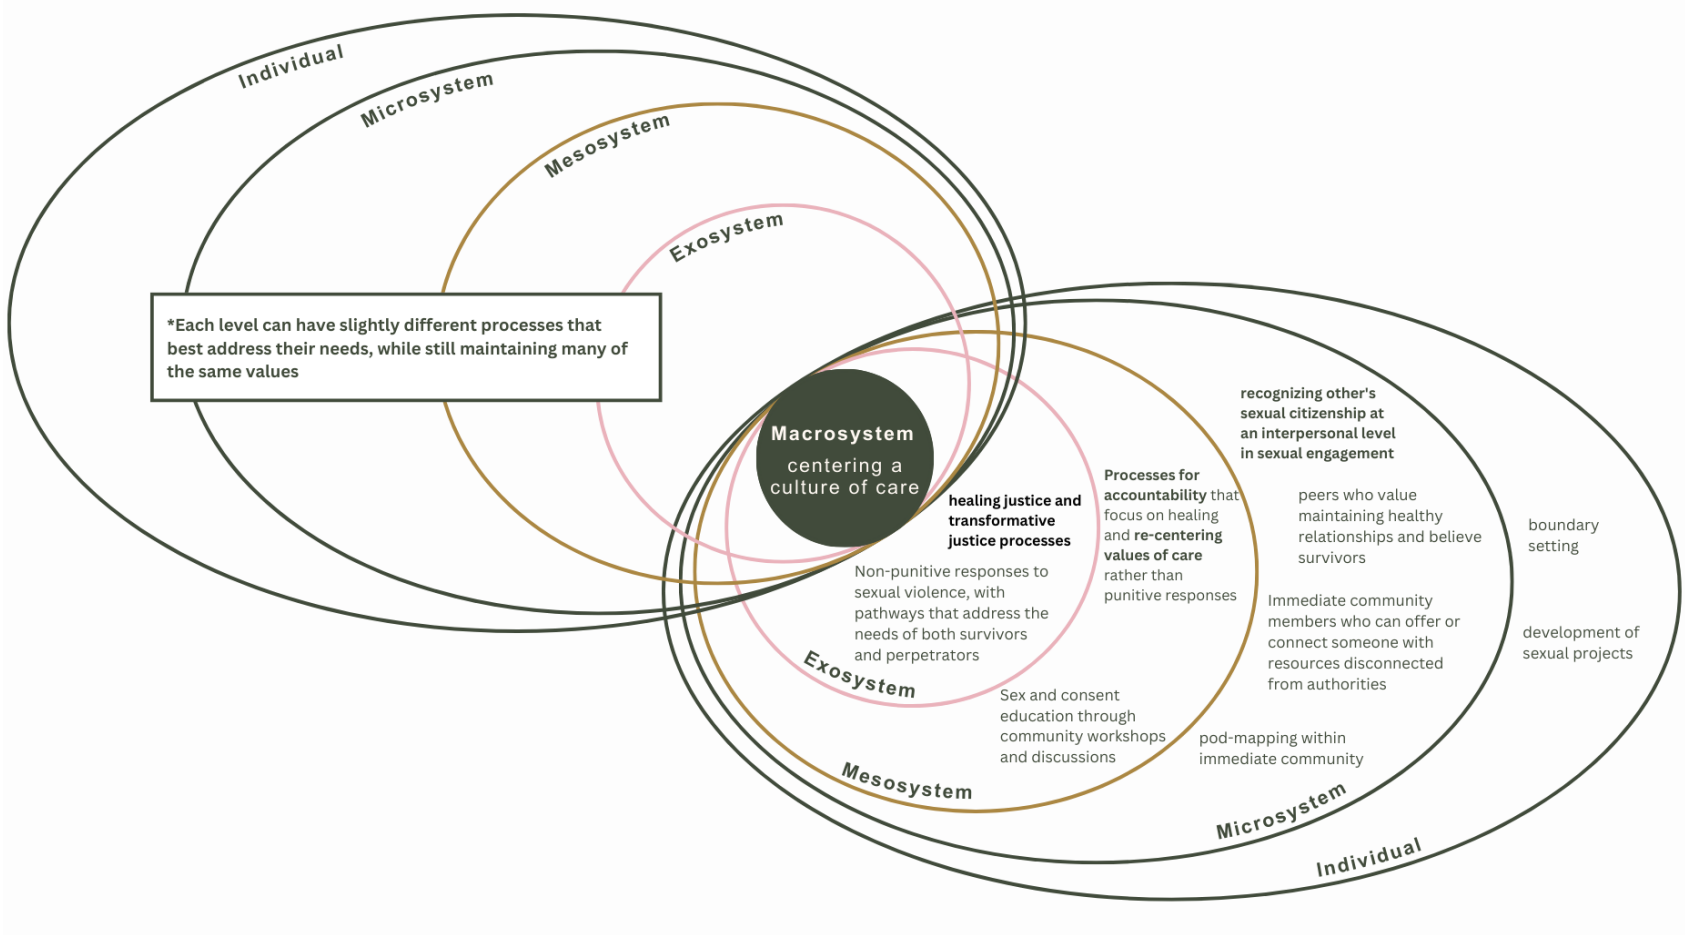 Individual
Microsystem
Mesosystem
Exosystem
*Each level can have slightly different processes that
best address their needs, while still maintaining many of
the same values
Macrosystem
centering a
culture of care
healing justice and
transformative
justice processes
Non-punitive responses to
sexual violence, with
pathways that address the
needs of both survivors
and perpetrators
Exosystem
Processes for
accountability that
focus on healing
and re-centering
values of care
rather than
punitive responses
Sex and consent
education through
community workshops
and discussions
Mesosystem
recognizing other's
sexual citizenship at
an interpersonal level
in sexual engagement
peers who value
maintaining healthy
relationships and believe
survivors
Immediate community
members who can offer or
connect someone with
resources disconnected
from authorities
pod-mapping within
immediate community
Microsystem
boundary
setting
development of
sexual projects
Individual